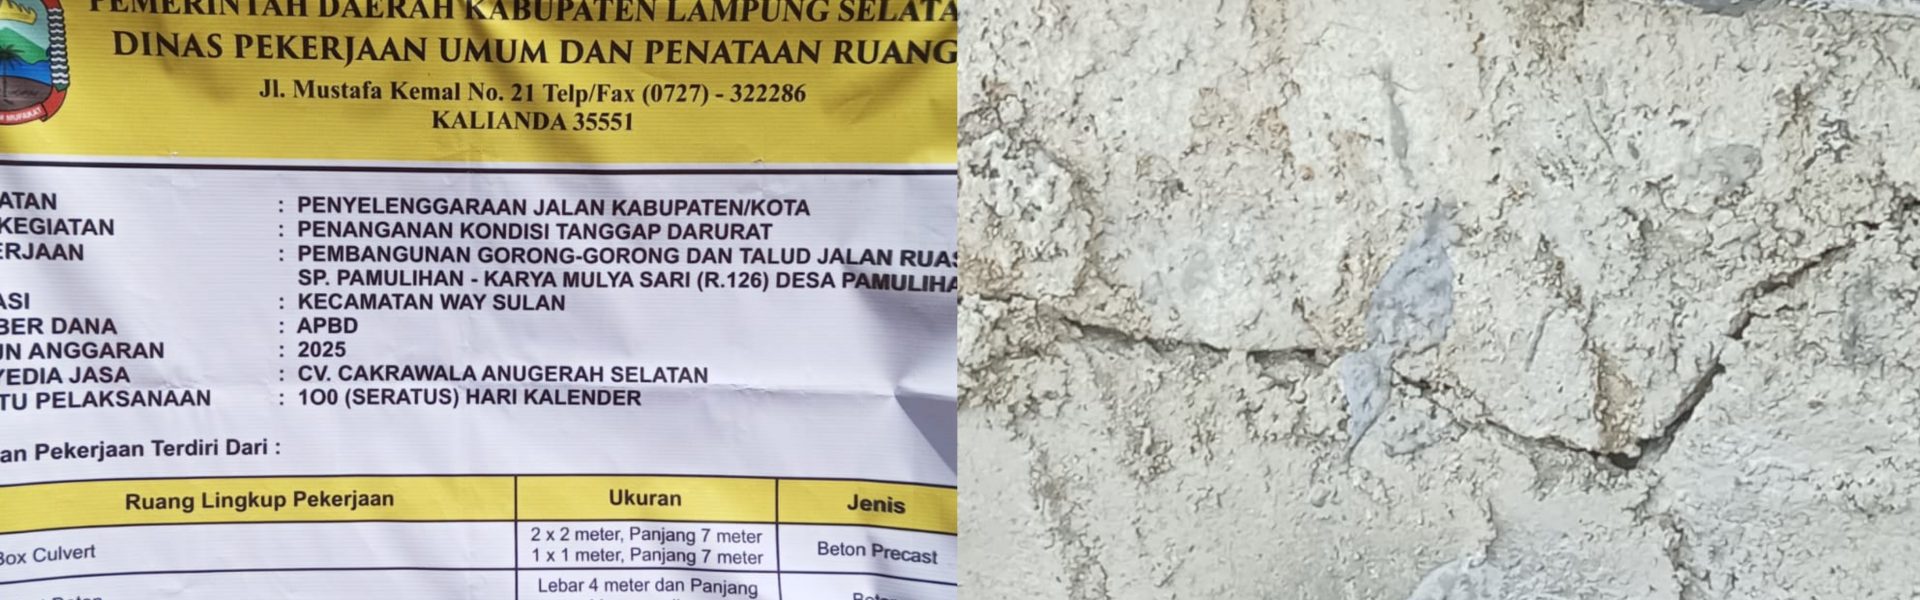 PEMERINTAH DAERAH KABUPATEN LAMPUNG SELATA
DINAS PEKERJAAN UMUM DAN PENATAAN RUANG
Jl. Mustafa Kemal No. 21 Telp/Fax (0727) - 322286
KALIANDA 35551
ATAN : PENYELENGGARAAN JALAN KABUPATEN/KOTA
KEGIATAN : PENANGANAN KONDISI TANGGAP DARURAT
ERJAAN : PEMBANGUNAN GORONG-GORONG DAN TALUD JALAN RUAS
SP. PAMULIHAN - KARYA MULYA SARI (R.126) DESA PAMULIHA
ASI : KECAMATAN WAY SULAN
BER DANA : APBD
UN ANGGARAN : 2025
YEDIA JASA : CV. CAKRAWALA ANUGERAH SELATAN
TU PELAKSANAAN : 1O0 (SERATUS) HARI KALENDER
an Pekerjaan Terdiri Dari :
Ruang Lingkup Pekerjaan Ukuran Jenis
Box Culvert 2 x 2 meter, Panjang 7 meter Beton Precast
1 x 1 meter, Panjang 7 meter
Lebar 4 meter dan Panjang